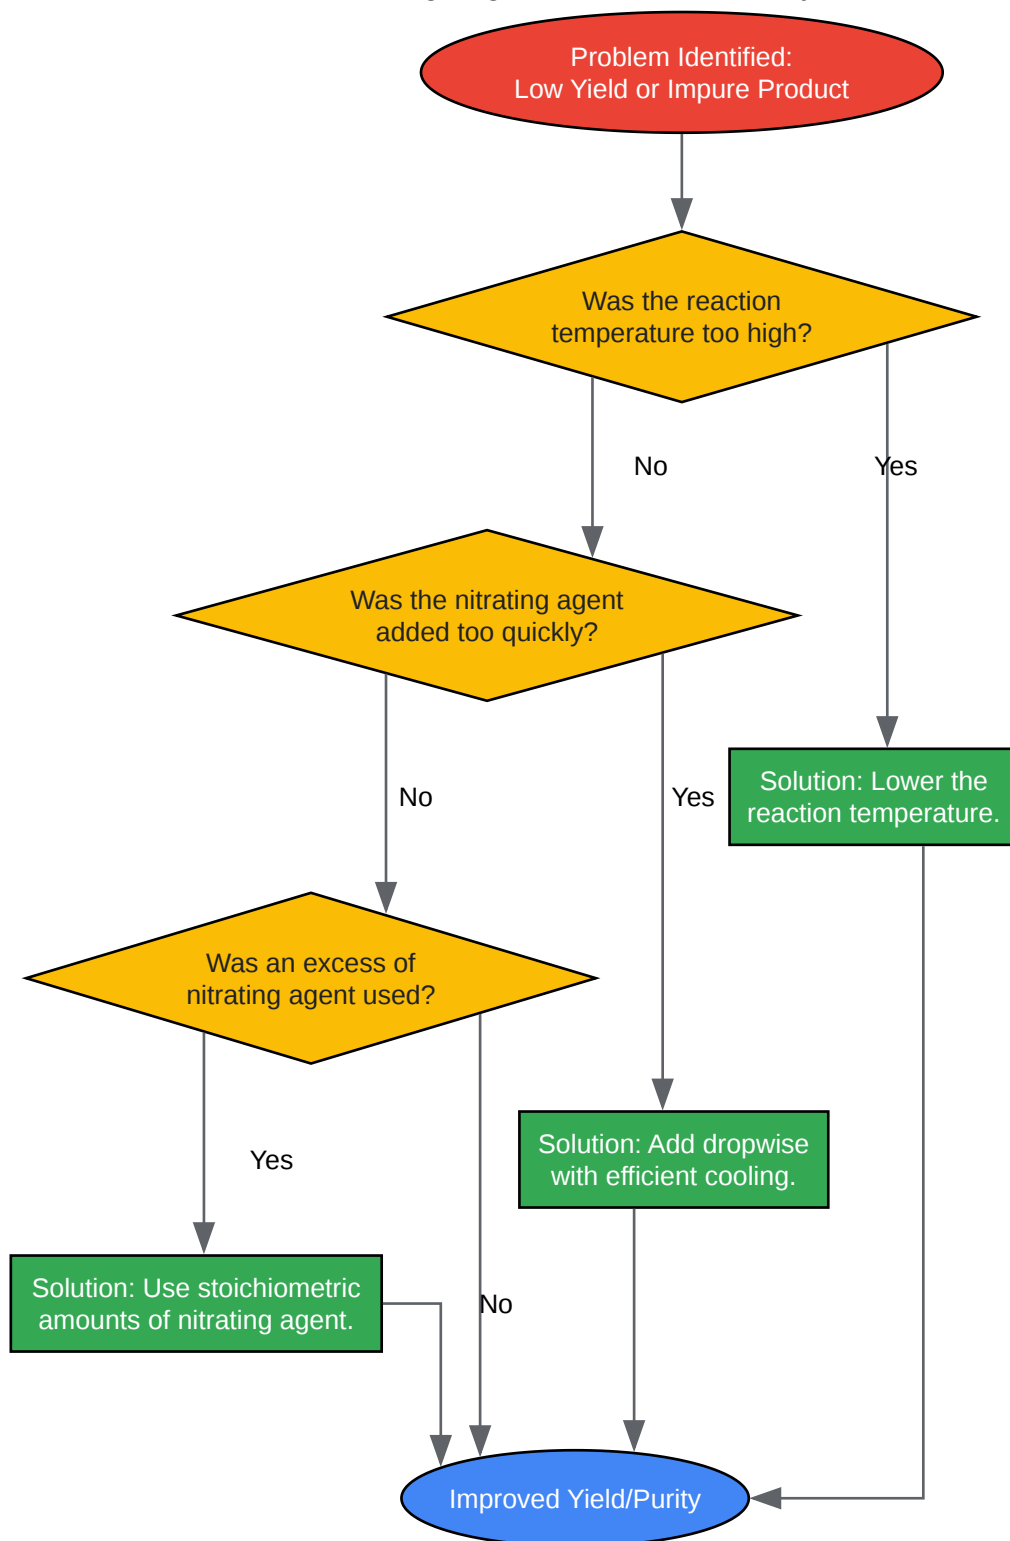 Problem Identified:
Low Yield or Impure Product
Was the reaction
temperature too high?
No
Yes
Was the nitrating agent
added too quickly?
No
Yes
Solution: Lower the
reaction temperature.
Was an excess of
nitrating agent used?
Yes
No
Solution: Add dropwise
with efficient cooling.
Solution: Use stoichiometric
amounts of nitrating agent.
Improved Yield/Purity